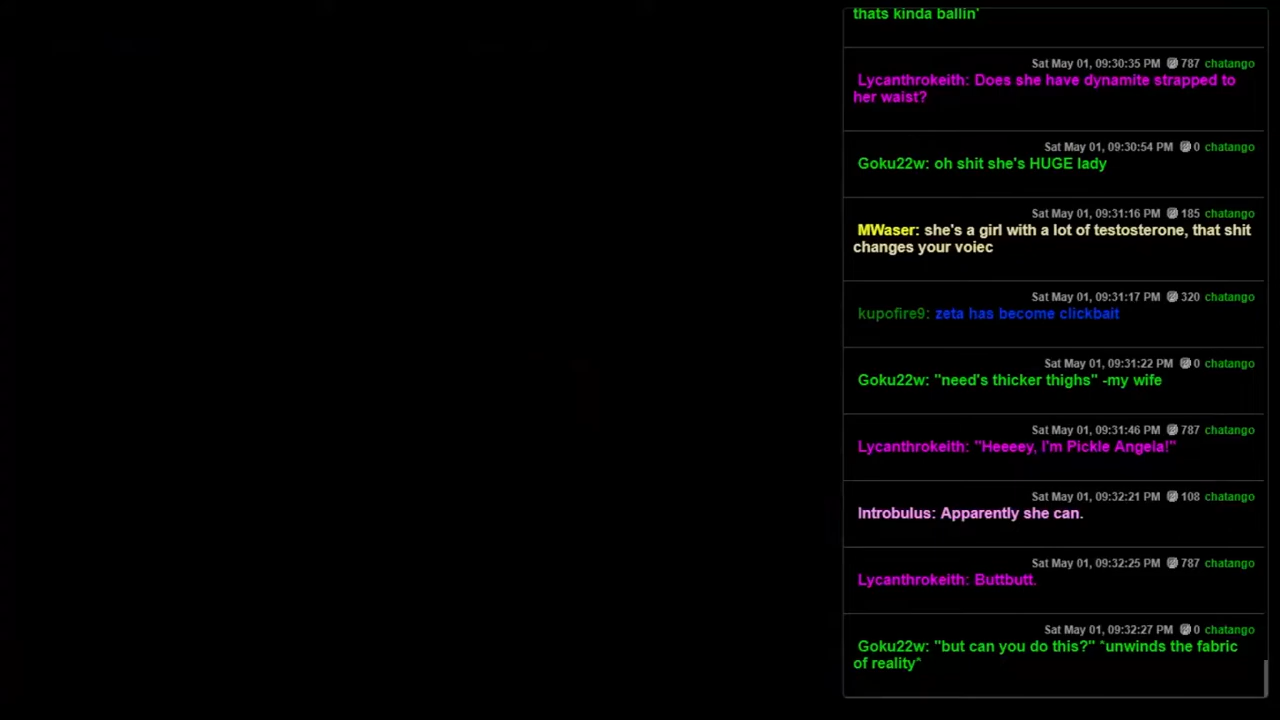 thats kinda ballin'
Sat May 01, 09:30:35 PM 787 chatango
Lycanthrokeith: Does she have dynamite strapped to
her waist?
Sat May 01, 09:30:54 PM 0 chatango
Goku22w: oh shit she's HUGE lady
Sat May 01, 09:31:16 PM 185 chatango
MWaser: she's a girl with a lot of testosterone, that shit
changes your voiec
Sat May 01, 09:31:17 PM 320 chatango
kupofire9: zeta has become clickbait
Sat May 01, 09:31:22 PM 0 chatango
Goku22w: "need's thicker thighs" -my wife
Sat May 01, 09:31:46 PM 787 chatango
Lycanthrokeith: "Heeeey, I'm Pickle Angela!"
Sat May 01, 09:32:21 PM 108 chatango
Introbulus: Apparently she can.
Sat May 01, 09:32:25 PM 787 chatango
Lycanthrokeith: Buttbutt.
Sat May 01, 09:32:27 PM 0 chatango
Goku22w: "but can you do this?" *unwinds the fabric
of reality*